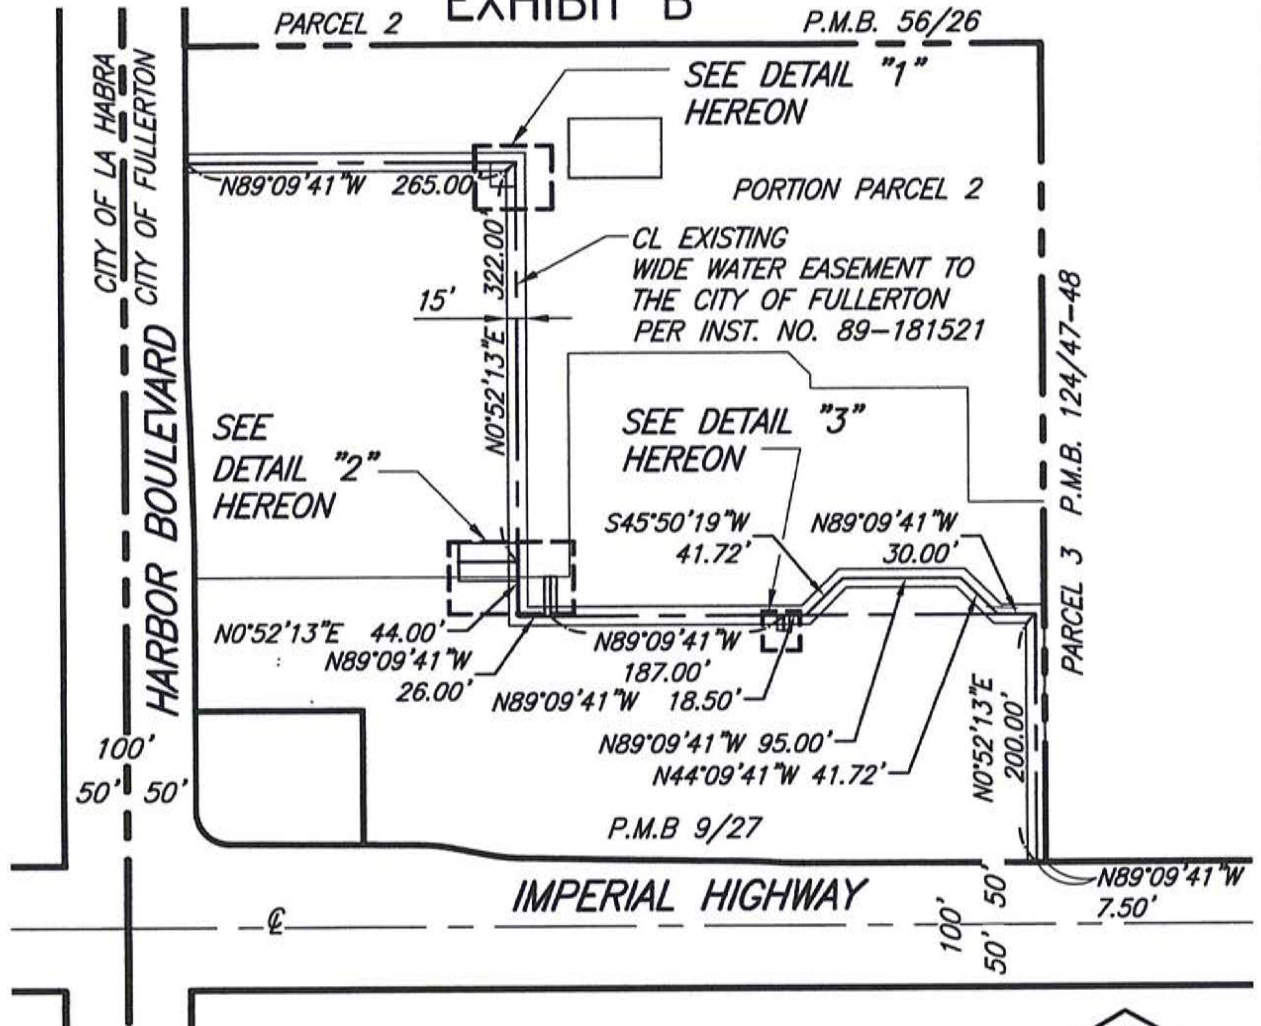 EXHIBIT "B"
PARCEL 2
P.M.B. 56/26
CITY OF LA HABRA
CITY OF FULLERTON
SEE DETAIL "1"
HEREON
N89°09'41"W 265.00'
PORTION PARCEL 2
CL EXISTING
WIDE WATER EASEMENT TO
THE CITY OF FULLERTON
PER INST. NO. 89-181521
15'
N0°52'13"E 322.00'
HARBOR BOULEVARD
SEE
DETAIL "2"
HEREON
SEE DETAIL "3"
HEREON
PARCEL 3 P.M.B. 124/47-48
S45°50'19"W
41.72'
N89°09'41"W
30.00'
N0°52'13"E 44.00'
N89°09'41"W
26.00'
N89°09'41"W
187.00'
N89°09'41"W 18.50'
N89°09'41"W 95.00'
N44°09'41"W 41.72'
N0°52'13"E
200.00'
100'
50' 50'
P.M.B 9/27
IMPERIAL HIGHWAY
℄
100'
50'
50'
N89°09'41"W
7.50'